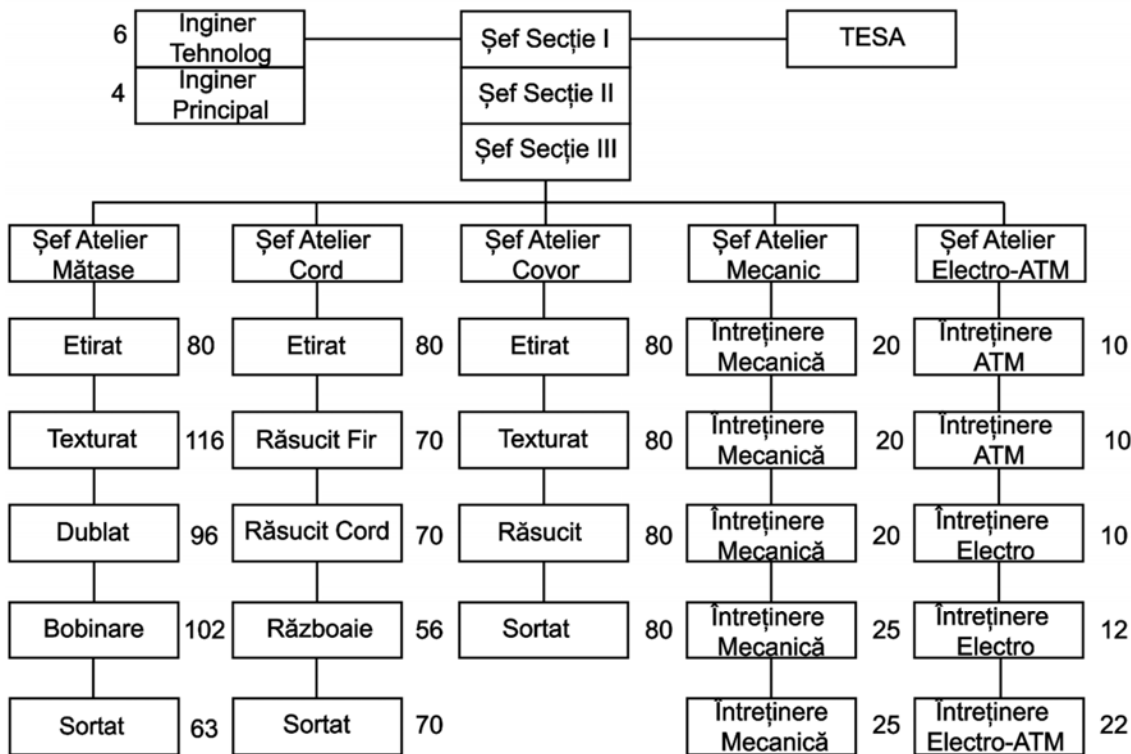 6
Inginer
Tehnolog
Șef Secție I
TESA
4
Inginer
Principal
Șef Secție II
Șef Secție III
Șef Atelier
Mătase
Șef Atelier
Cord
Șef Atelier
Covor
Șef Atelier
Mecanic
Șef Atelier
Electro-ATM
Etirat
80
Etirat
80
Etirat
80
Întreținere
Mecanică
20
Întreținere
ATM
10
Texturat
116
Răsucit Fir
70
Texturat
80
Întreținere
Mecanică
20
Întreținere
ATM
10
Dublat
96
Răsucit Cord
70
Răsucit
80
Întreținere
Mecanică
20
Întreținere
Electro
10
Bobinare
102
Războaie
56
Sortat
80
Întreținere
Mecanică
25
Întreținere
Electro
12
Sortat
63
Sortat
70
Întreținere
Mecanică
25
Întreținere
Electro-ATM
22